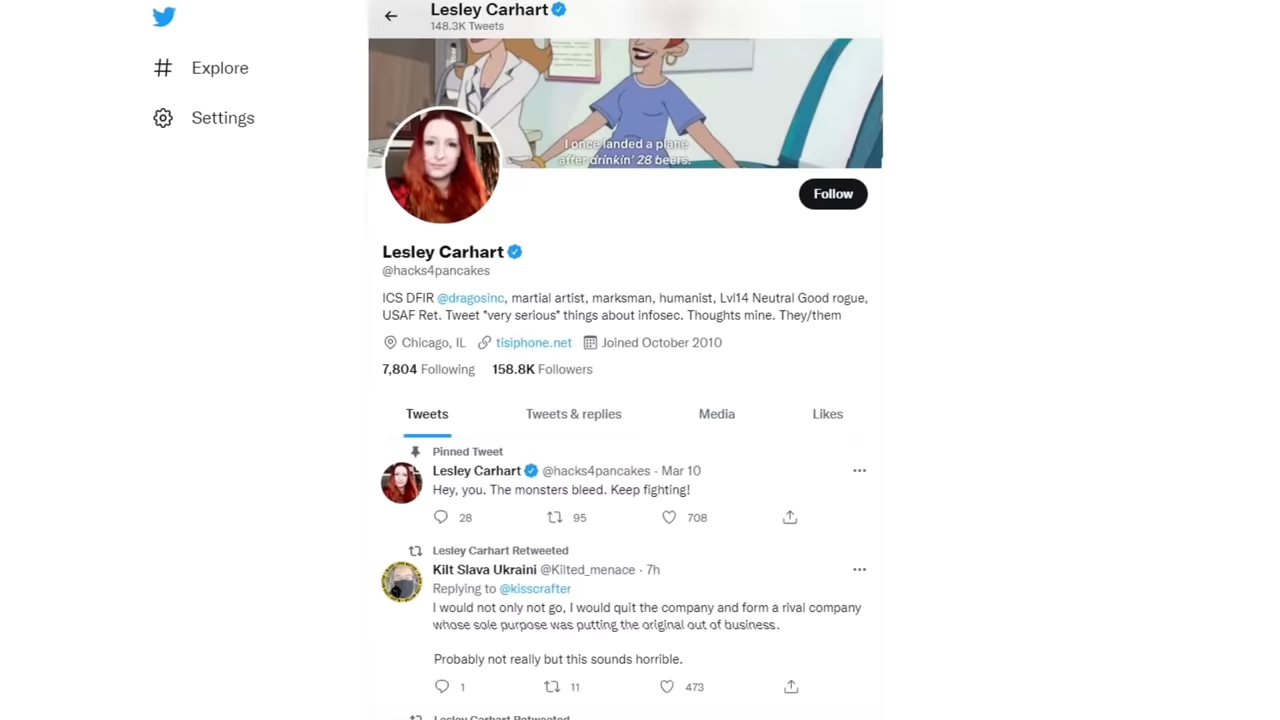 Lesley Carhart
148.3K Tweets
Explore
Settings
I once landed a plane
after drinkin' 28 beers.
Follow
Lesley Carhart
@hacks4pancakes
ICS DFIR @dragosinc, martial artist, marksman, humanist, Lvl14 Neutral Good rogue,
USAF Ret. Tweet *very serious* things about infosec. Thoughts mine. They/them
Chicago, IL tisiphone.net Joined October 2010
7,804 Following 158.8K Followers
Tweets Tweets & replies Media Likes
Pinned Tweet
Lesley Carhart @hacks4pancakes · Mar 10
Hey, you. The monsters bleed. Keep fighting!
28 95 708
Lesley Carhart Retweeted
Kilt Slava Ukraini @Kilted_menace · 7h
Replying to @kisscrafter
I would not only not go, I would quit the company and form a rival company
whose sole purpose was putting the original out of business.
Probably not really but this sounds horrible.
1 11 473
Lesley Carhart Retweeted